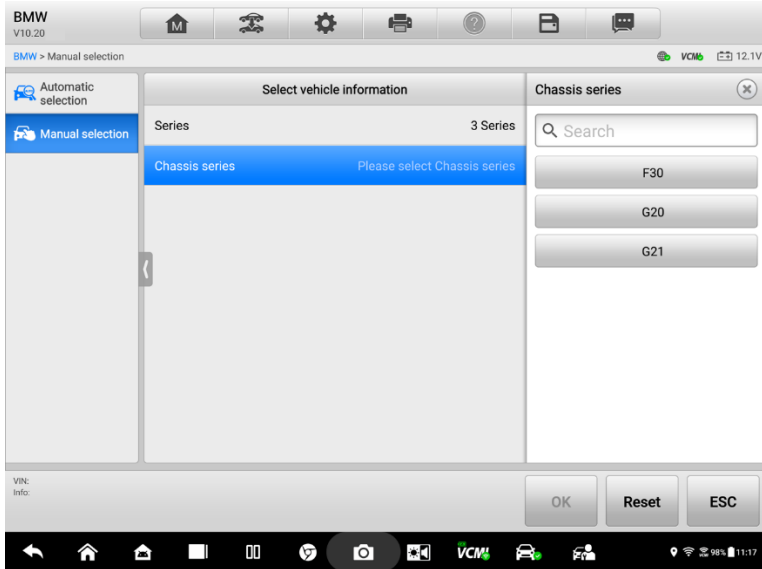 BMW
V10.20
M
?
BMW > Manual selection
VCMI
12.1V
Automatic
selection
Manual selection
Select vehicle information
Series
3 Series
Chassis series
Please select Chassis series
Chassis series
Search
F30
G20
G21
VIN:
Info:
OK
Reset
ESC
VCMI
98%
11:17